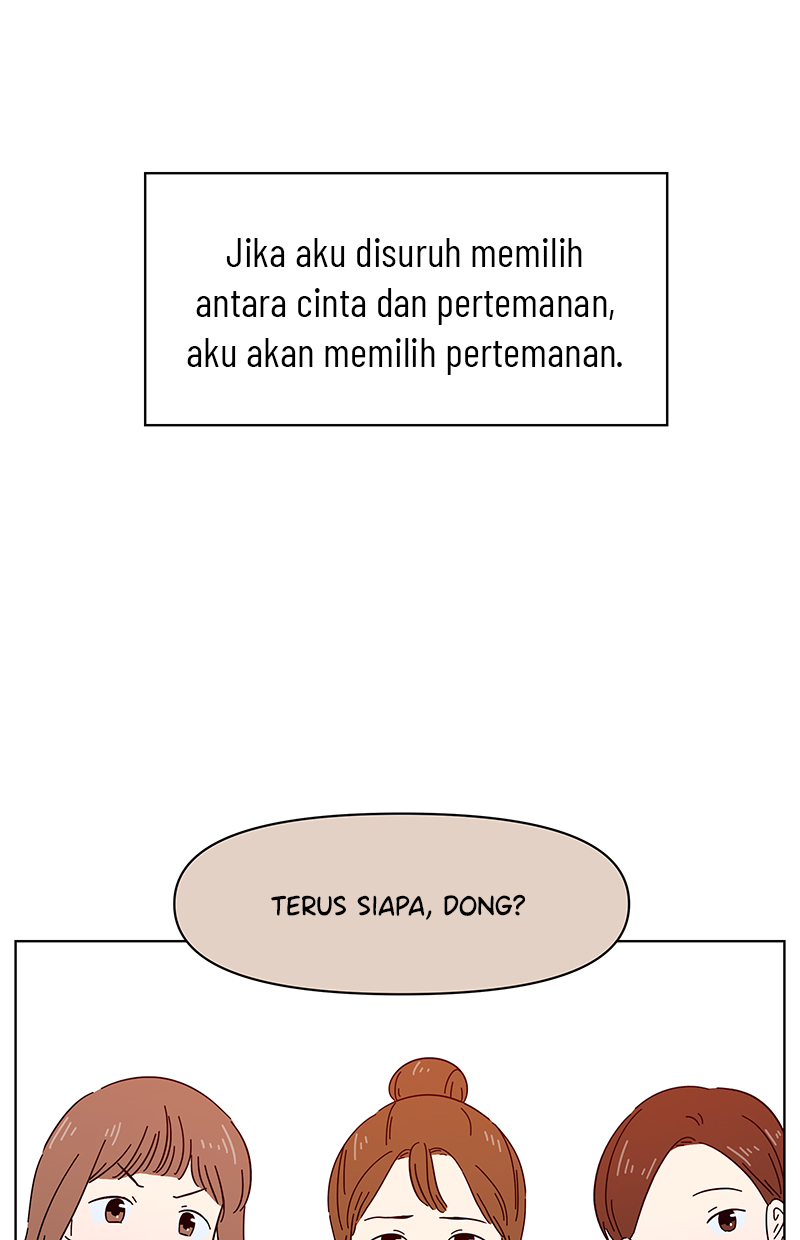 Jika aku disuruh memilih
antara cinta dan pertemanan,
aku akan memilih pertemanan.
TERUS SIAPA, DONG?